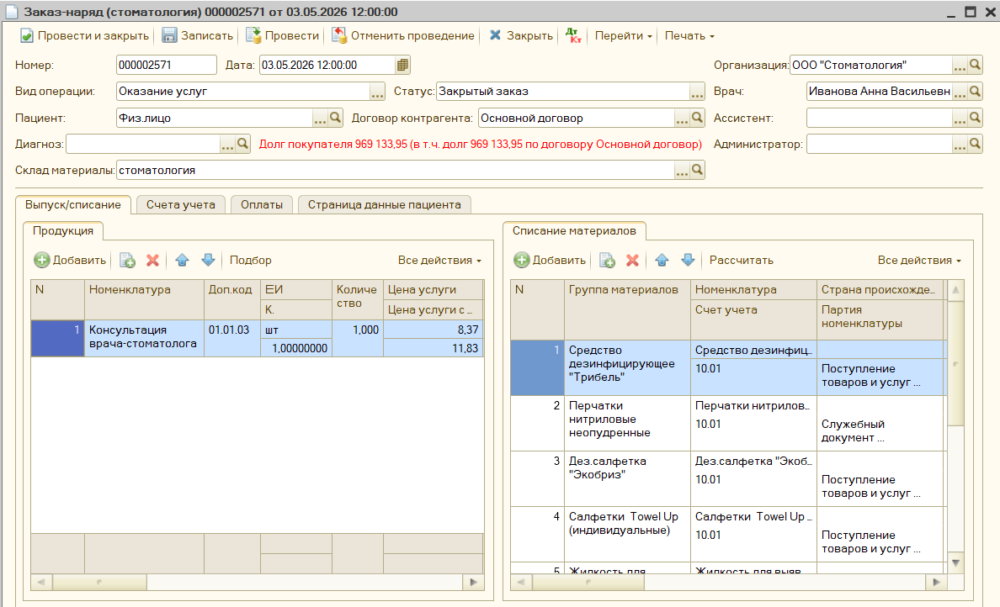 Заказ-наряд (стоматология) 000002571 от 03.05.2026 12:00:00
Провести и закрыть Записать Провести Отменить проведение Закрыть Дт Кт Перейти Печать
Номер: 000002571 Дата: 03.05.2026 12:00:00 Организация: ООО "Стоматология" ...
Вид операции: Оказание услуг ... Статус: Закрытый заказ ... Врач: Иванова Анна Васильевн ...
Пациент: Физ.лицо ... Договор контрагента: Основной договор ... Ассистент: ...
Диагноз: ... Долг покупателя 969 133,95 (в т.ч. долг 969 133,95 по договору Основной договор) Администратор: ...
Склад материалы: стоматология ...
Выпуск/списание Счета учета Оплаты Страница данные пациента
Продукция
Добавить Подбор Все действия
N Номенклатура Доп.код ЕИ Количе Цена услуги
ство
К. Цена услуги с ..
1 Консультация 01.01.03 шт 1,000 8,37
врача-стоматолога 1,00000000 11,83
Списание материалов
Добавить Рассчитать Все действия
N Группа материалов Номенклатура Страна происхожде..
Счет учета Партия
номенклатуры
1 Средство Средство дезинфиц..
дезинфицирующее 10.01 Поступление
"Трибель" товаров и услуг ...
2 Перчатки Перчатки нитрилов..
нитриловые 10.01 Служебный
неопудренные документ ...
3 Дез.салфетка Дез.салфетка "Экоб..
"Экобриз" 10.01 Поступление
товаров и услуг ...
4 Салфетки Towel Up Салфетки Towel Up ..
(индивидуальные) 10.01 Поступление
товаров и услуг ...
5 Жидкость для Жидкость для выяв..